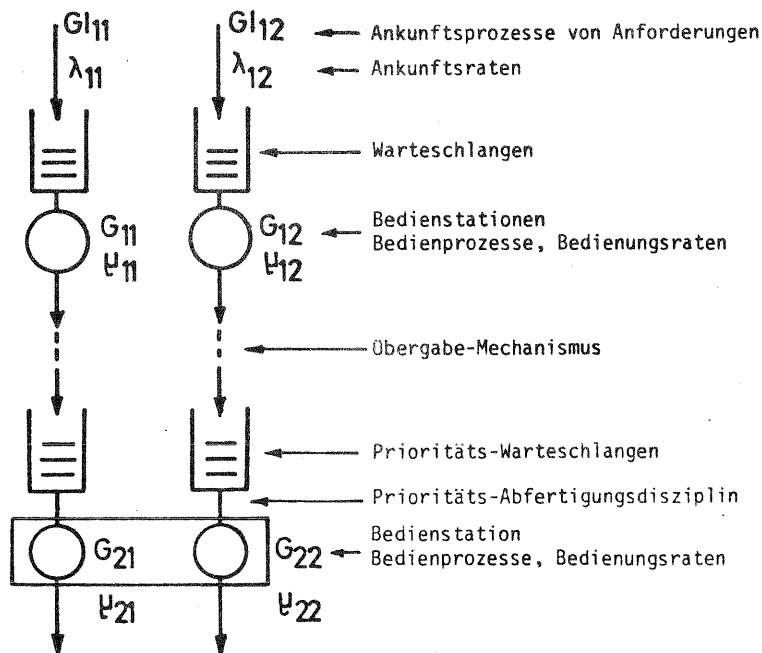 GI11 GI12 Ankunftsprozesse von Anforderungen
λ11 λ12 Ankunftsraten
Warteschlangen
G11 G12 Bedienstationen
μ11 μ12 Bedienprozesse, Bedienungsraten
Übergabe-Mechanismus
Prioritäts-Warteschlangen
Prioritäts-Abfertigungsdisziplin
G21 G22 Bedienstation
Bedienprozesse, Bedienungsraten
μ21 μ22